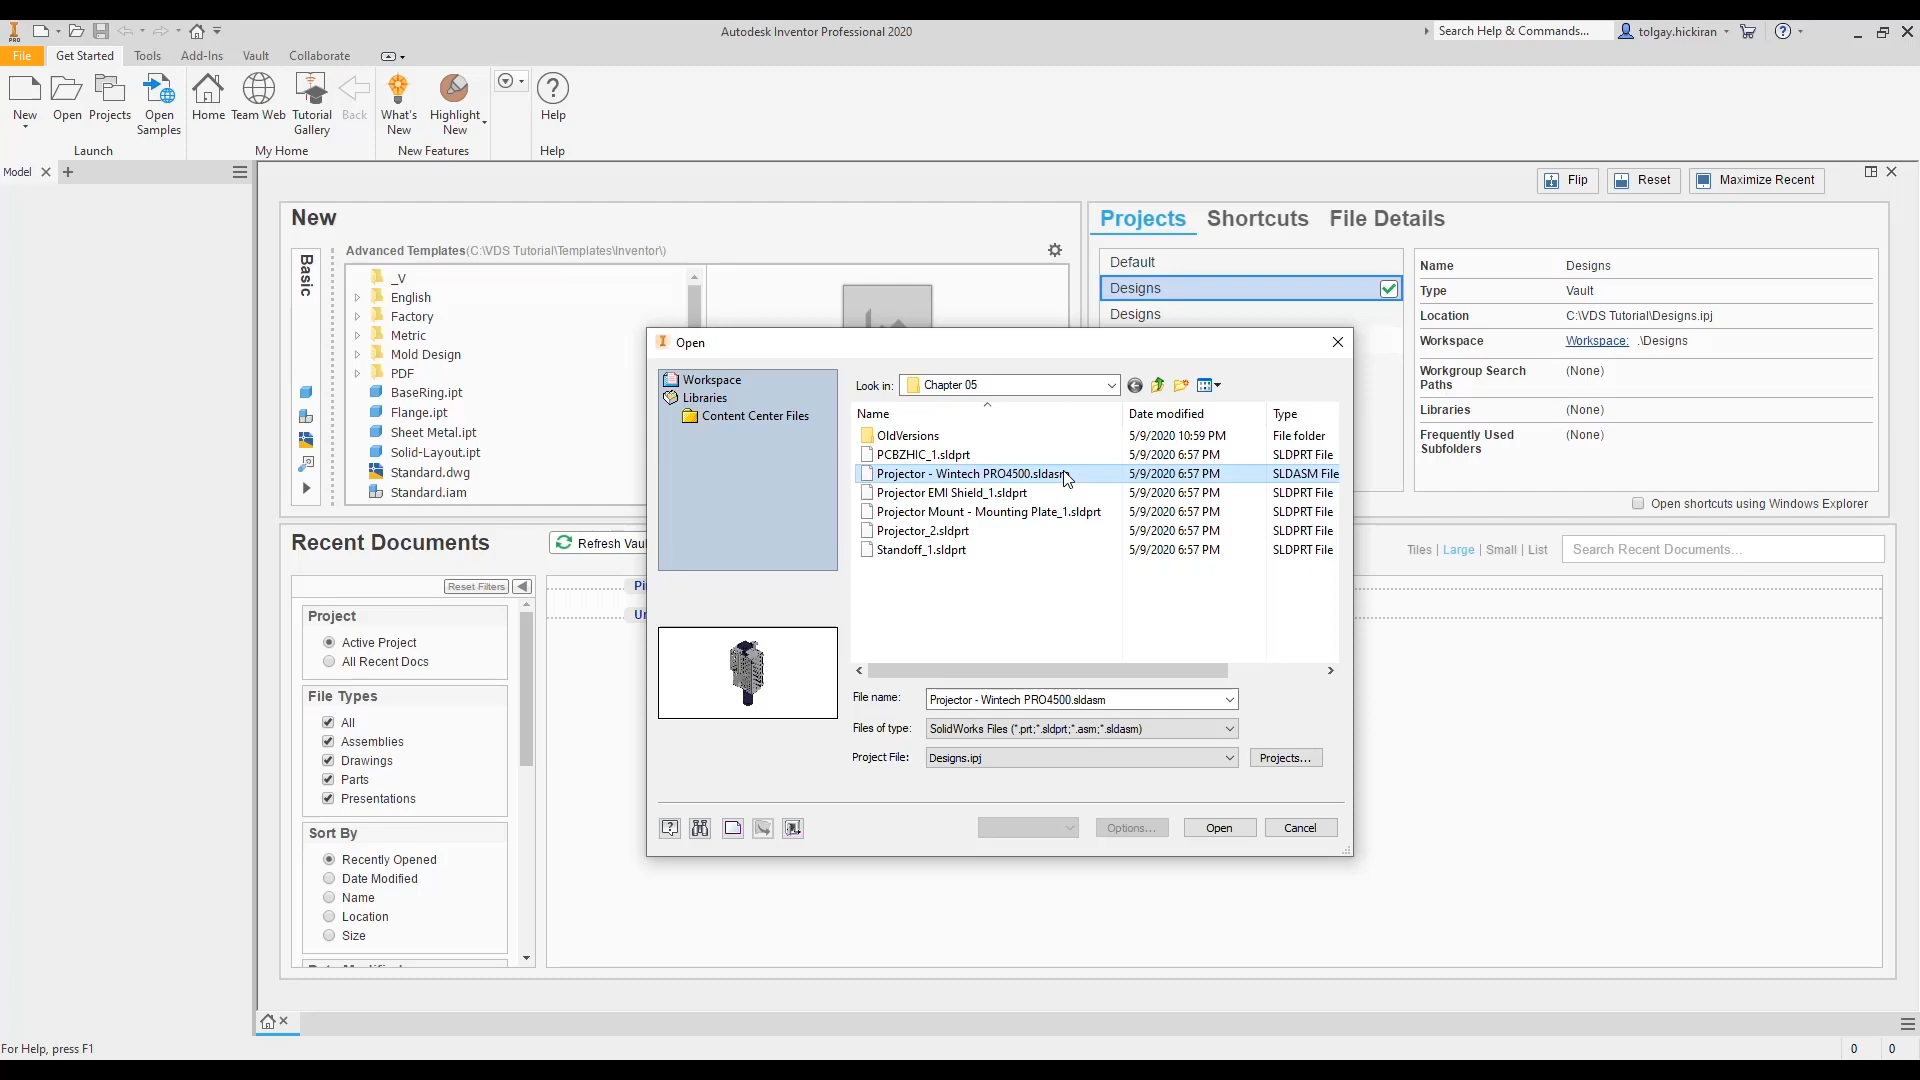 Autodesk Inventor Professional 2020
Search Help & Commands...
tolgay.hickiran
PRO
File
Get Started
Tools
Add-Ins
Vault
Collaborate
New
Open
Projects
Open Samples
Home
Team Web
Tutorial Gallery
Back
What's New
Highlight New
Help
Launch
My Home
New Features
Help
Model
Flip
Reset
Maximize Recent
New
Projects
Shortcuts
File Details
Basic
Advanced Templates(C:\VDS Tutorial\Templates\Inventor\)
_V
English
Factory
Metric
Mold Design
PDF
BaseRing.ipt
Flange.ipt
Sheet Metal.ipt
Solid-Layout.ipt
Standard.dwg
Standard.iam
Default
Designs
Designs
Name Designs
Type Vault
Location C:\VDS Tutorial\Designs.ipj
Workspace Workspace: .\Designs
Workgroup Search Paths (None)
Libraries (None)
Frequently Used Subfolders (None)
Open shortcuts using Windows Explorer
Open
Workspace
Libraries
Content Center Files
Look in: Chapter 05
Name Date modified Type
OldVersions 5/9/2020 10:59 PM File folder
PCBZHIC_1.sldprt 5/9/2020 6:57 PM SLDPRT File
Projector - Wintech PRO4500.sldasm 5/9/2020 6:57 PM SLDASM File
Projector EMI Shield_1.sldprt 5/9/2020 6:57 PM SLDPRT File
Projector Mount - Mounting Plate_1.sldprt 5/9/2020 6:57 PM SLDPRT File
Projector_2.sldprt 5/9/2020 6:57 PM SLDPRT File
Standoff_1.sldprt 5/9/2020 6:57 PM SLDPRT File
File name: Projector - Wintech PRO4500.sldasm
Files of type: SolidWorks Files (*.prt;*.sldprt;*.asm;*.sldasm)
Project File: Designs.ipj
Projects...
Options...
Open
Cancel
Recent Documents
Refresh Vau
Tiles | Large | Small | List
Search Recent Documents...
Reset Filters
Pi
Un
Project
Active Project
All Recent Docs
File Types
All
Assemblies
Drawings
Parts
Presentations
Sort By
Recently Opened
Date Modified
Name
Location
Size
For Help, press F1
0 0